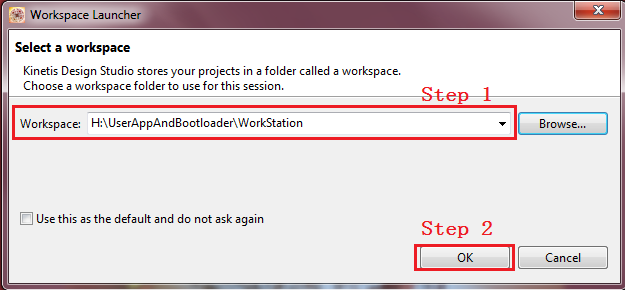 Workspace Launcher
Select a workspace
Kinetis Design Studio stores your projects in a folder called a workspace.
Choose a workspace folder to use for this session.
Step 1
Workspace: H:\UserAppAndBootloader\WorkStation Browse...
Use this as the default and do not ask again
Step 2
OK Cancel